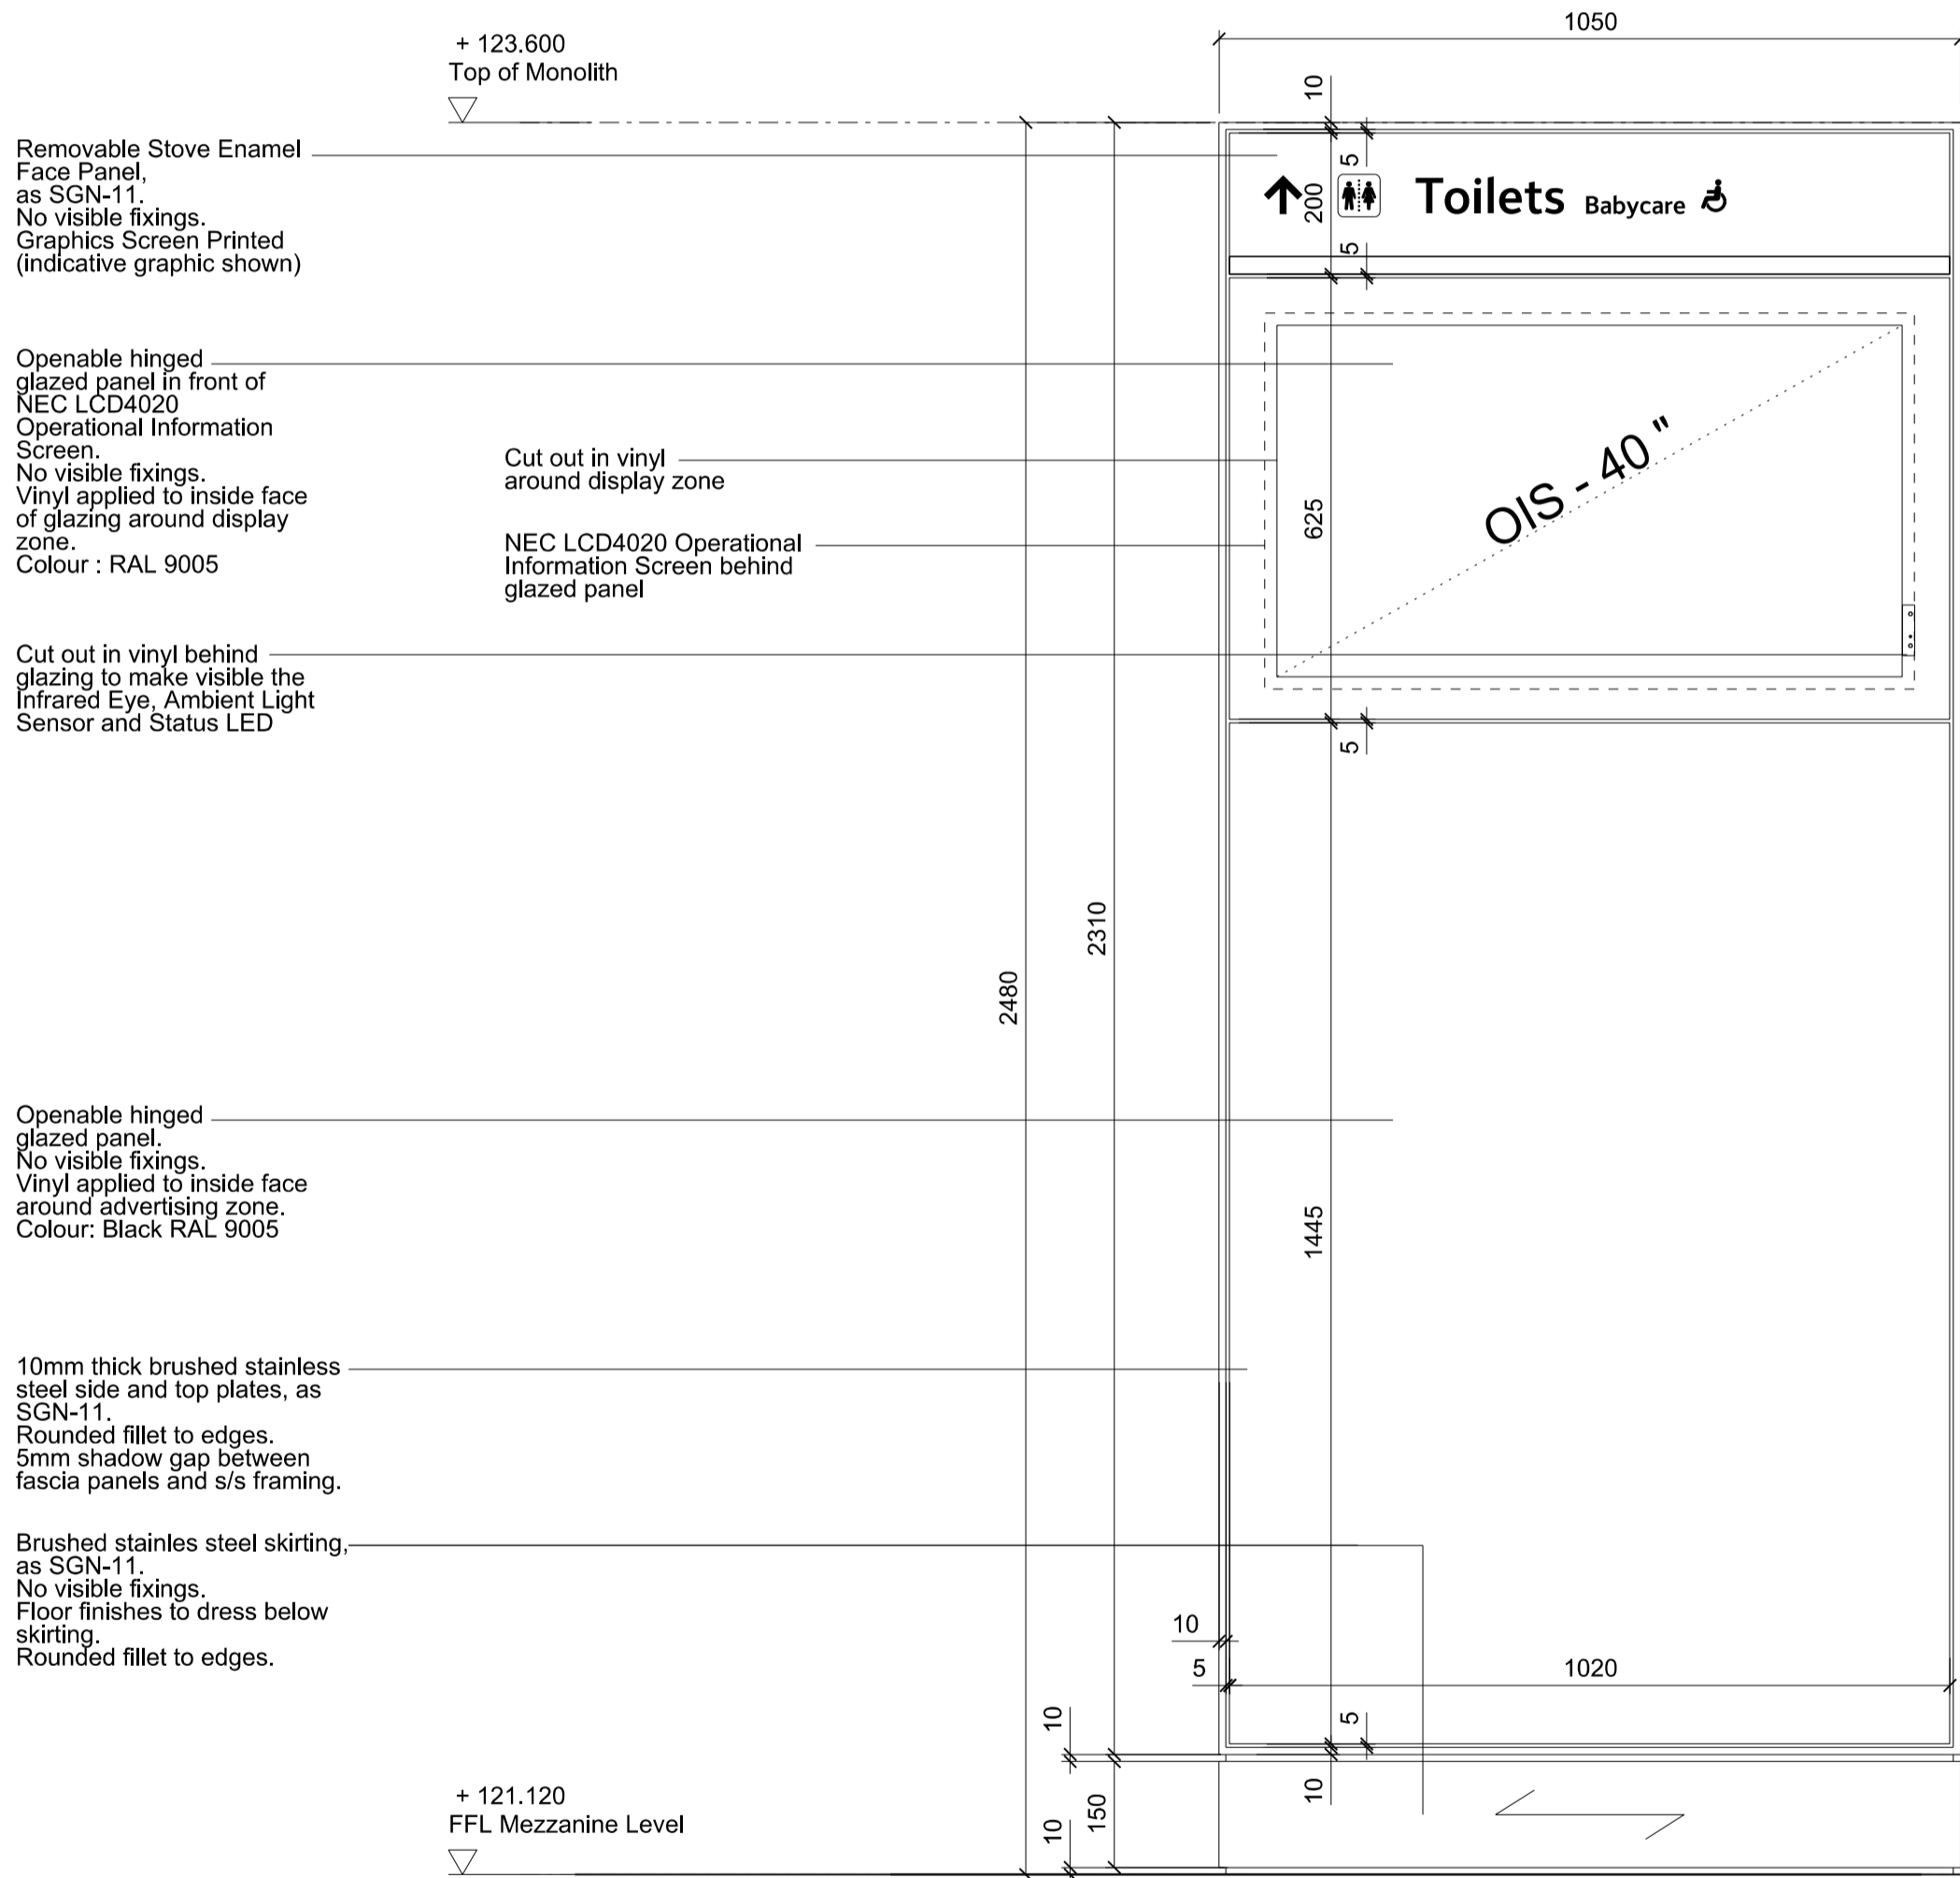 1050
+ 123.600
Top of Monolith
10
Removable Stove Enamel
Face Panel,
as SGN-11.
No visible fixings.
Graphics Screen Printed
(indicative graphic shown)
5
200
Toilets Babycare
5
Openable hinged
glazed panel in front of
NEC LCD4020
Operational Information
Screen.
No visible fixings.
Vinyl applied to inside face
of glazing around display
zone.
Colour : RAL 9005
Cut out in vinyl
around display zone
NEC LCD4020 Operational
Information Screen behind
glazed panel
625
OIS - 40 "
Cut out in vinyl behind
glazing to make visible the
Infrared Eye, Ambient Light
Sensor and Status LED
5
2310
2480
Openable hinged
glazed panel.
No visible fixings.
Vinyl applied to inside face
around advertising zone.
Colour: Black RAL 9005
1445
10mm thick brushed stainless
steel side and top plates, as
SGN-11.
Rounded fillet to edges.
5mm shadow gap between
fascia panels and s/s framing.
Brushed stainles steel skirting,
as SGN-11.
No visible fixings.
Floor finishes to dress below
skirting.
Rounded fillet to edges.
10
5
1020
10
5
10
150
10
+ 121.120
FFL Mezzanine Level